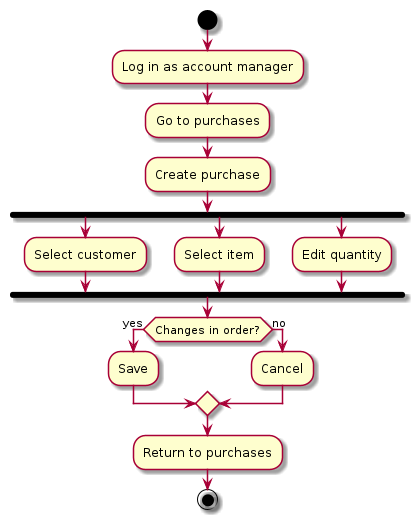 Log in as account manager
Go to purchases
Create purchase
Select customer
Select item
Edit quantity
yes
Changes in order?
no
Save
Cancel
Return to purchases